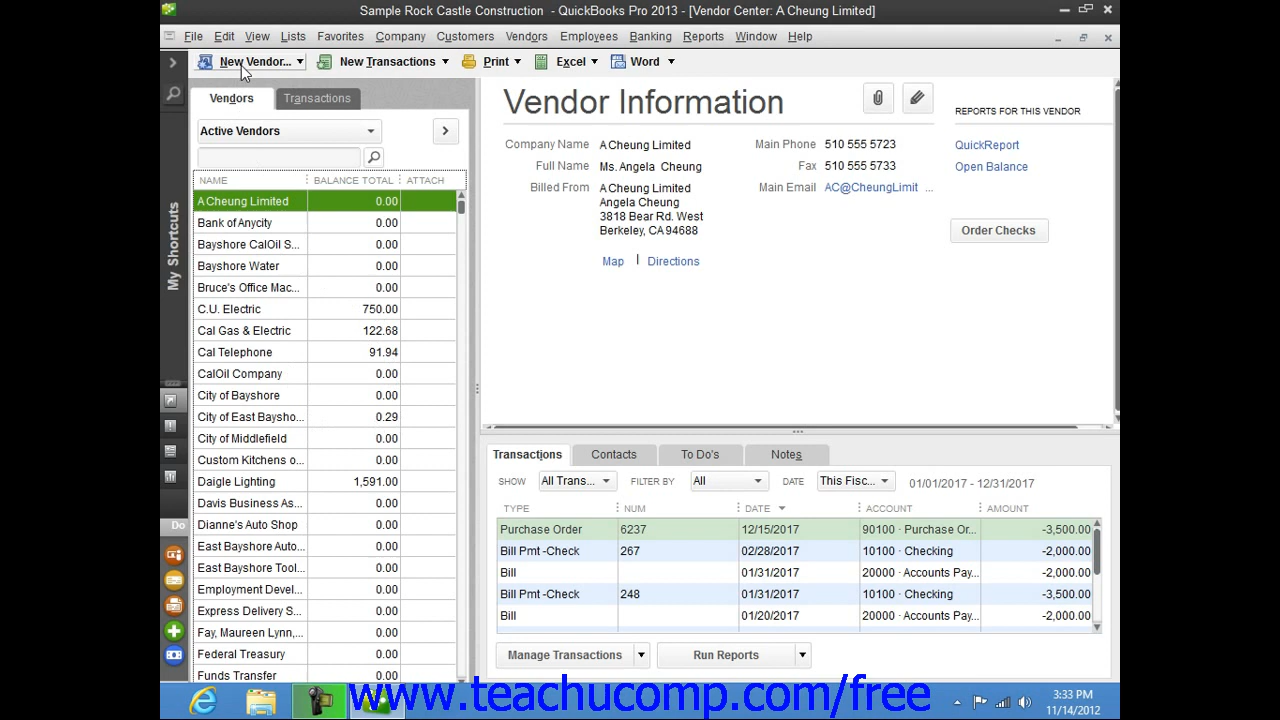 Sample Rock Castle Construction - QuickBooks Pro 2013 - [Vendor Center: A Cheung Limited]
File Edit View Lists Favorites Company Customers Vendors Employees Banking Reports Window Help
New Vendor... New Transactions Print Excel Word
My Shortcuts
Do
Vendors Transactions
Active Vendors
NAME BALANCE TOTAL ATTACH
A Cheung Limited 0.00
Bank of Anycity 0.00
Bayshore CalOil S... 0.00
Bayshore Water 0.00
Bruce's Office Mac... 0.00
C.U. Electric 750.00
Cal Gas & Electric 122.68
Cal Telephone 91.94
CalOil Company 0.00
City of Bayshore 0.00
City of East Baysho... 0.29
City of Middlefield 0.00
Custom Kitchens o... 0.00
Daigle Lighting 1,591.00
Davis Business As... 0.00
Dianne's Auto Shop 0.00
East Bayshore Auto... 0.00
East Bayshore Tool... 0.00
Employment Devel... 0.00
Express Delivery S... 0.00
Fay, Maureen Lynn,... 0.00
Federal Treasury 0.00
Funds Transfer 0.00
Vendor Information
Company Name A Cheung Limited
Full Name Ms. Angela Cheung
Billed From A Cheung Limited
Angela Cheung
3818 Bear Rd. West
Berkeley, CA 94688
Map | Directions
Main Phone 510 555 5723
Fax 510 555 5733
Main Email AC@CheungLimit ...
REPORTS FOR THIS VENDOR
QuickReport
Open Balance
Order Checks
Transactions Contacts To Do's Notes
SHOW All Trans... FILTER BY All DATE This Fisc... 01/01/2017 - 12/31/2017
TYPE NUM DATE ACCOUNT AMOUNT
Purchase Order 6237 12/15/2017 90100 · Purchase Or... -3,500.00
Bill Pmt -Check 267 02/28/2017 10100 · Checking -2,000.00
Bill 01/31/2017 20000 · Accounts Pay... -2,000.00
Bill Pmt -Check 248 01/31/2017 10100 · Checking -3,500.00
Bill 01/20/2017 20000 · Accounts Pay... -2,000.00
Manage Transactions Run Reports
www.teachucomp.com/free
3:33 PM
11/14/2012